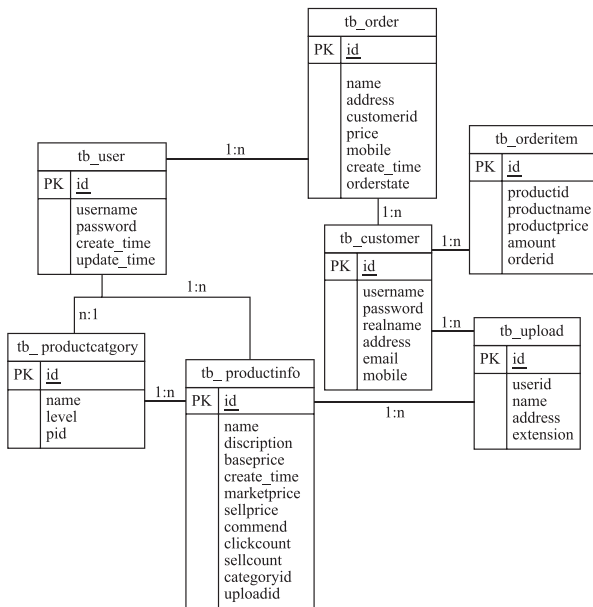 tb_order
PK id
name
address
customerid
price
mobile
create_time
orderstate
1:n
tb_user
PK id
username
password
create_time
update_time
tb_orderitem
PK id
productid
productname
productprice
amount
orderid
1:n
tb_customer
PK id
username
password
realname
address
email
mobile
1:n
1:n
n:1
1:n
tb_upload
PK id
userid
name
address
extension
tb_ productcatgory
PK id
name
level
pid
1:n
tb_ productinfo
PK id
name
discription
baseprice
create_time
marketprice
sellprice
commend
clickcount
sellcount
categoryid
uploadid
1:n